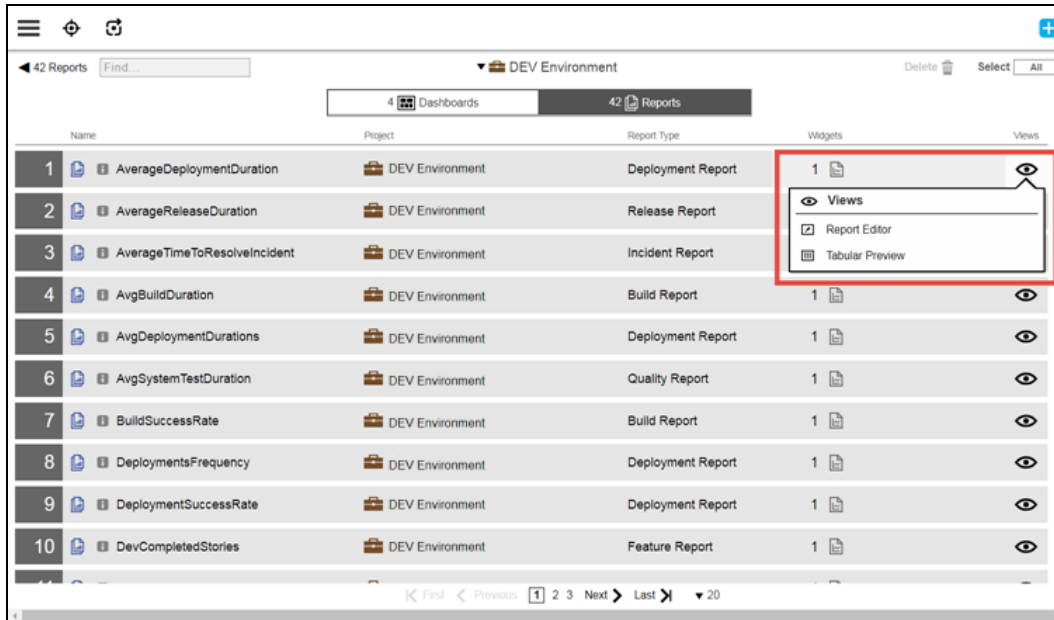 42 Reports Find... DEV Environment Delete Select All
4 Dashboards 42 Reports
Name Project Report Type Widgets Views
1 AverageDeploymentDuration DEV Environment Deployment Report 1
Views
2 AverageReleaseDuration DEV Environment Release Report
Report Editor
3 AverageTimeToResolveIncident DEV Environment Incident Report
Tabular Preview
4 AvgBuildDuration DEV Environment Build Report 1
5 AvgDeploymentDurations DEV Environment Deployment Report 1
6 AvgSystemTestDuration DEV Environment Quality Report 1
7 BuildSuccessRate DEV Environment Build Report 1
8 DeploymentsFrequency DEV Environment Deployment Report 1
9 DeploymentSuccessRate DEV Environment Deployment Report 1
10 DevCompletedStories DEV Environment Feature Report 1
First Previous 1 2 3 Next Last 20